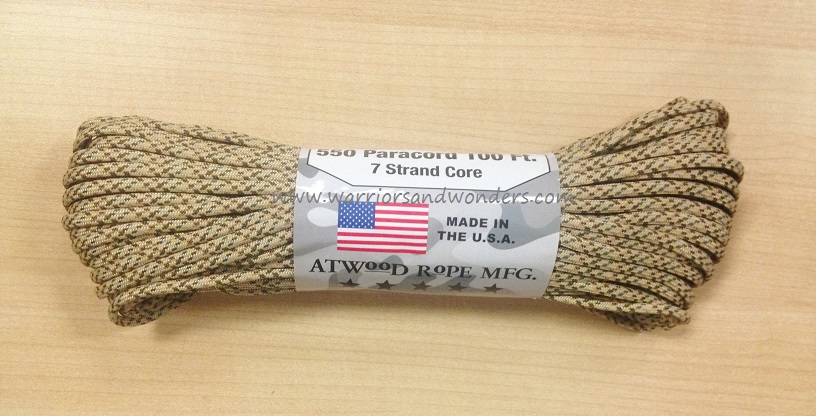 550 Paracord 100 Ft.
7 Strand Core
www.warriorsandwonders.com
MADE IN
THE U.S.A.
ATWOOD ROPE MFG.